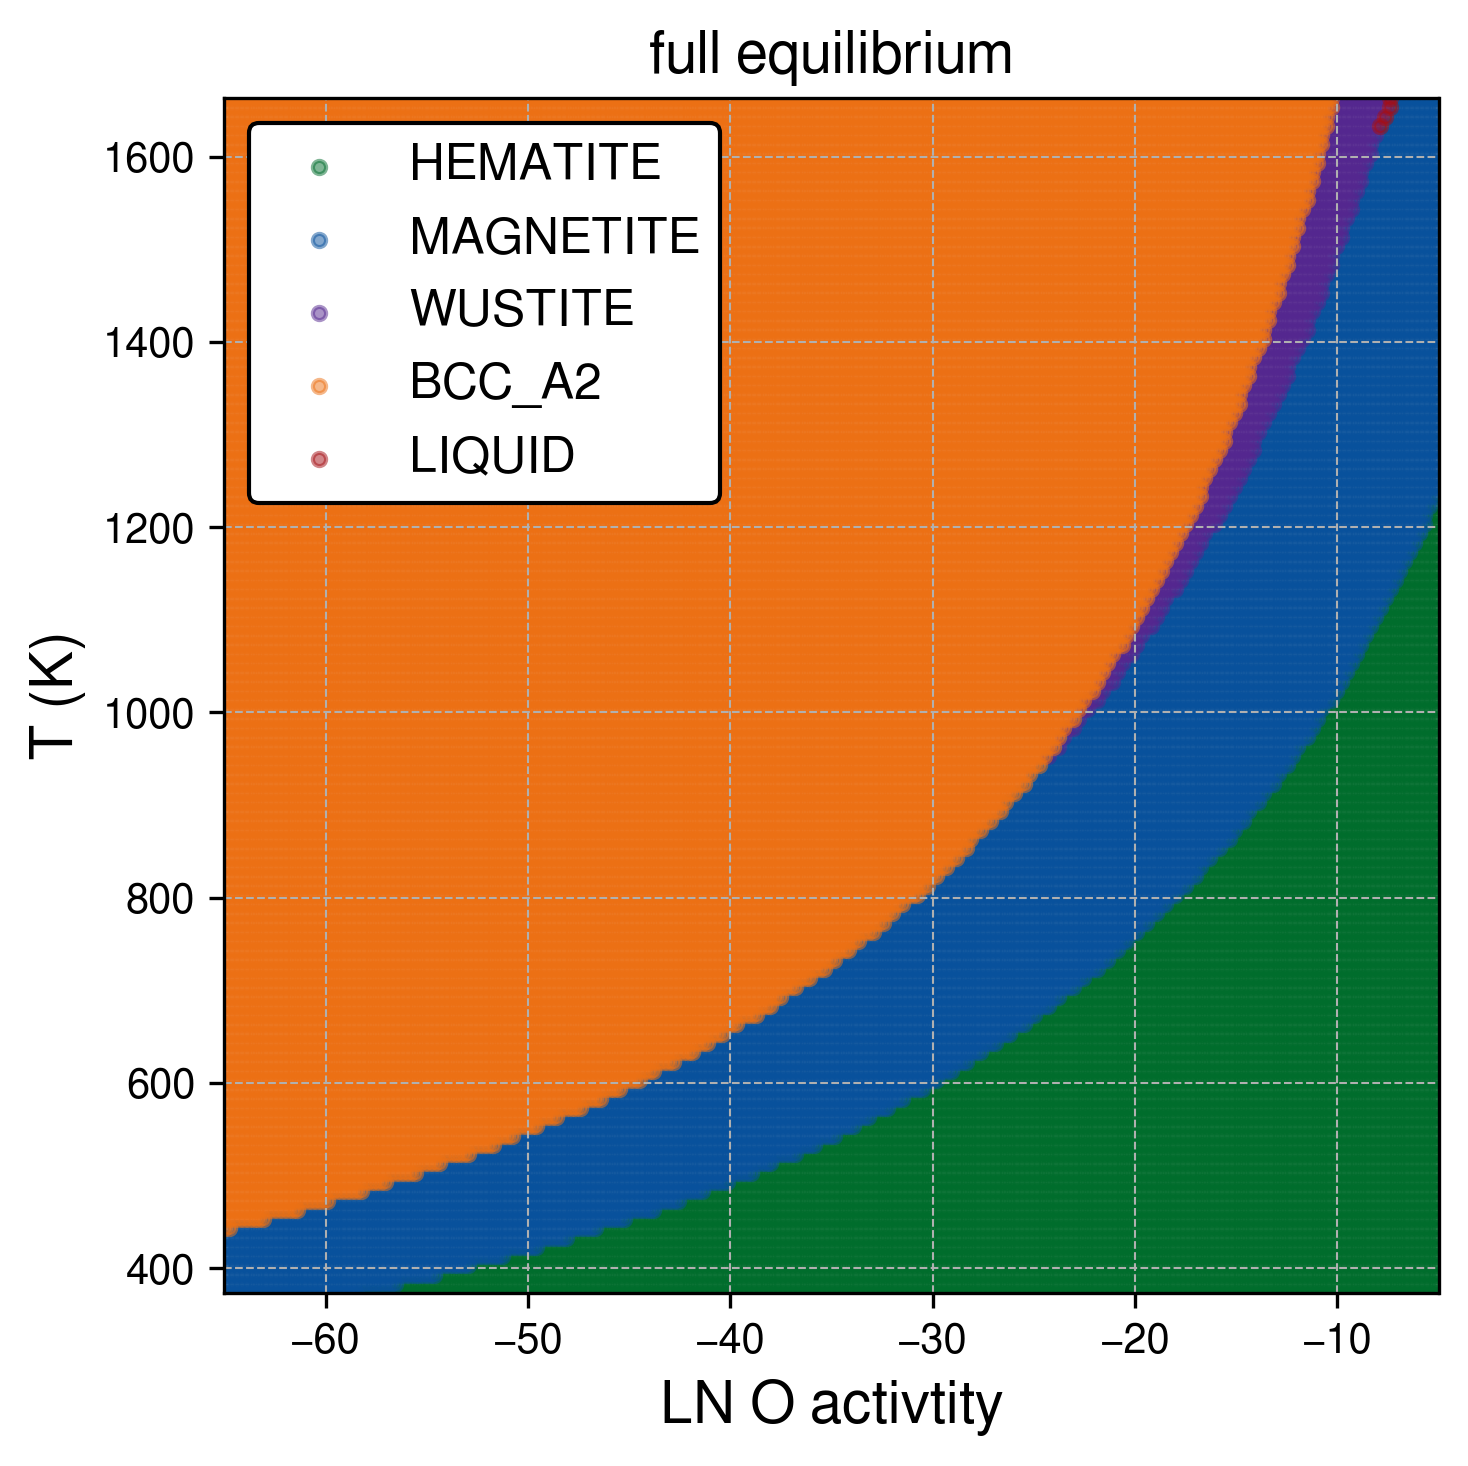 full equilibrium
HEMATITE
MAGNETITE
WUSTITE
BCC_A2
LIQUID
T (K)
1600
1400
1200
1000
800
600
400
−60 −50 −40 −30 −20 −10
LN O activtity